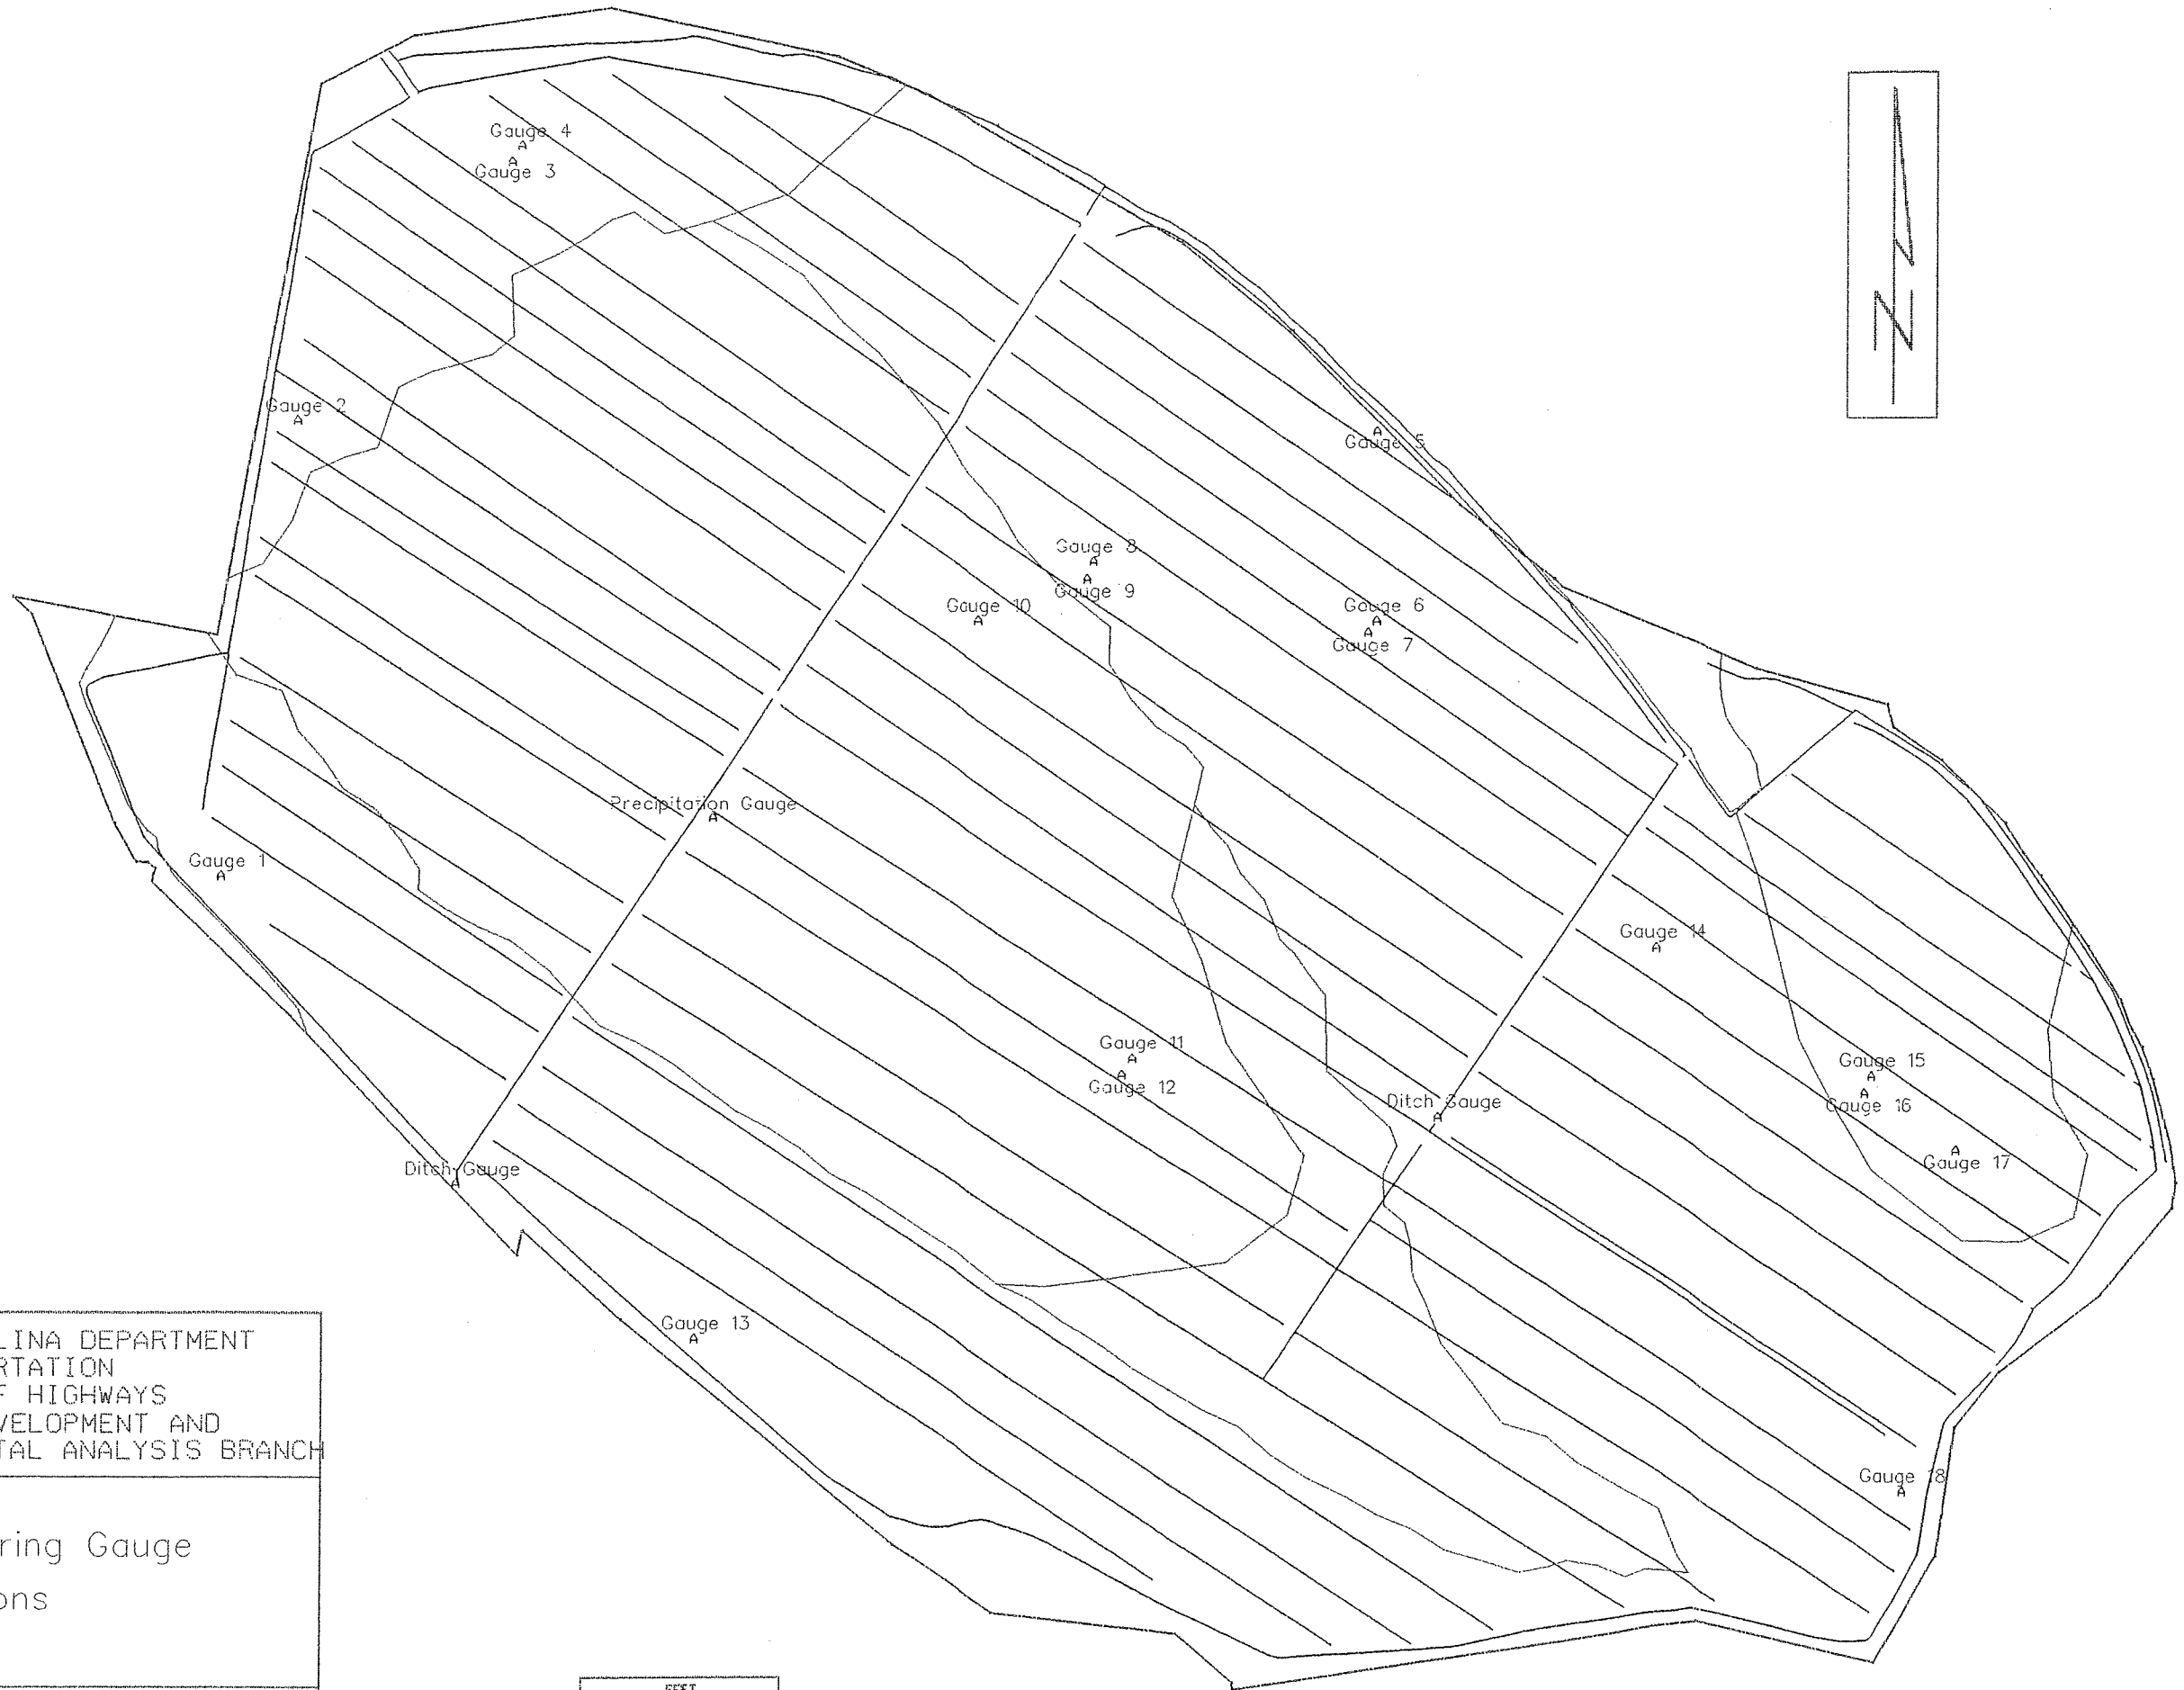 Gauge 4
A
A
Gauge 3
N
Gauge 2
A
A
Gauge 5
Gauge 8
A
A
Gauge 9
Gauge 10
A
Gauge 6
A
A
Gauge 7
Precipitation Gauge
A
Gauge 1
A
Gauge 14
A
Gauge 11
A
A
Gauge 12
Gauge 15
A
A
Gauge 16
Ditch Gauge
A
A
Gauge 17
Ditch Gauge
A
Gauge 13
A
Gauge 18
A
LINA DEPARTMENT
RTATION
F HIGHWAYS
VELOPMENT AND
TAL ANALYSIS BRANCH
ring Gauge
ons
FEET